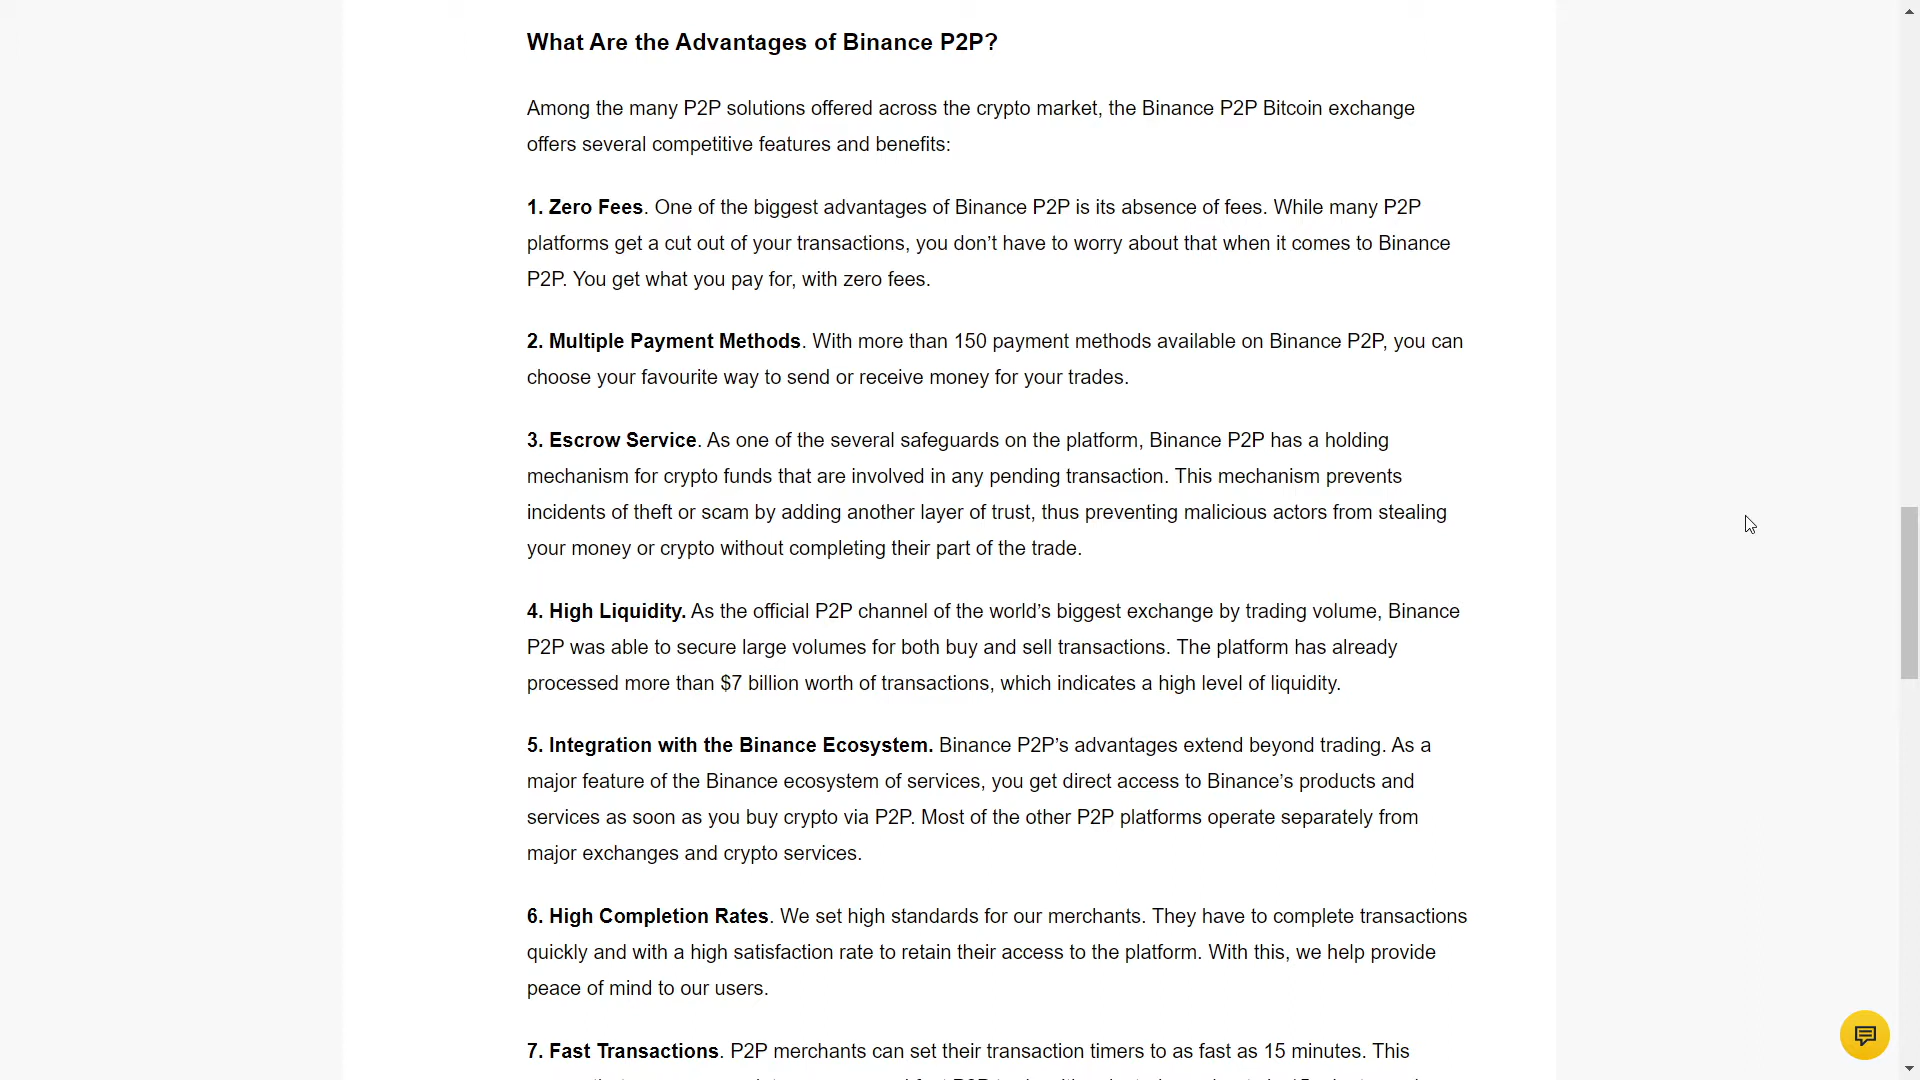 What Are the Advantages of Binance P2P?
Among the many P2P solutions offered across the crypto market, the Binance P2P Bitcoin exchange
offers several competitive features and benefits:
1. Zero Fees. One of the biggest advantages of Binance P2P is its absence of fees. While many P2P
platforms get a cut out of your transactions, you don’t have to worry about that when it comes to Binance
P2P. You get what you pay for, with zero fees.
2. Multiple Payment Methods. With more than 150 payment methods available on Binance P2P, you can
choose your favourite way to send or receive money for your trades.
3. Escrow Service. As one of the several safeguards on the platform, Binance P2P has a holding
mechanism for crypto funds that are involved in any pending transaction. This mechanism prevents
incidents of theft or scam by adding another layer of trust, thus preventing malicious actors from stealing
your money or crypto without completing their part of the trade.
4. High Liquidity. As the official P2P channel of the world’s biggest exchange by trading volume, Binance
P2P was able to secure large volumes for both buy and sell transactions. The platform has already
processed more than $7 billion worth of transactions, which indicates a high level of liquidity.
5. Integration with the Binance Ecosystem. Binance P2P’s advantages extend beyond trading. As a
major feature of the Binance ecosystem of services, you get direct access to Binance’s products and
services as soon as you buy crypto via P2P. Most of the other P2P platforms operate separately from
major exchanges and crypto services.
6. High Completion Rates. We set high standards for our merchants. They have to complete transactions
quickly and with a high satisfaction rate to retain their access to the platform. With this, we help provide
peace of mind to our users.
7. Fast Transactions. P2P merchants can set their transaction timers to as fast as 15 minutes. This